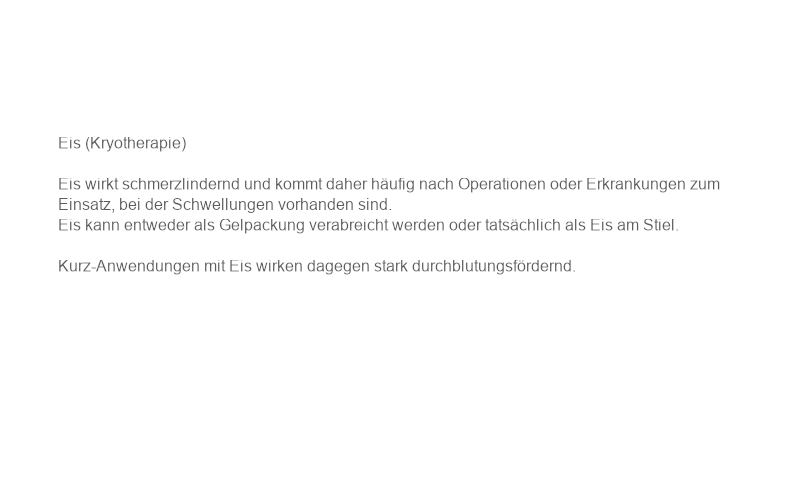 Eis (Kryotherapie)
Eis wirkt schmerzlindernd und kommt daher häufig nach Operationen oder Erkrankungen zum
Einsatz, bei der Schwellungen vorhanden sind.
Eis kann entweder als Gelpackung verabreicht werden oder tatsächlich als Eis am Stiel.
Kurz-Anwendungen mit Eis wirken dagegen stark durchblutungsfördernd.